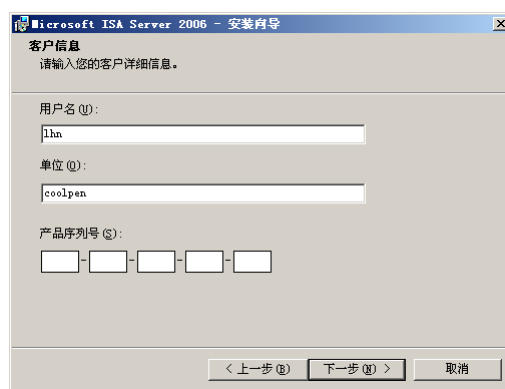 Microsoft ISA Server 2006 - 安装向导
客户信息
请输入您的客户详细信息。
用户名(U):
lhn
单位(O):
coolpen
产品序列号(S):
- - - -
< 上一步(B) 下一步(N) > 取消